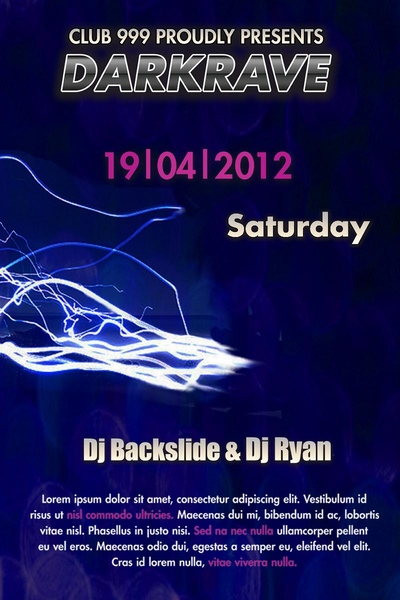 CLUB 999 PROUDLY PRESENTS
DARKRAVE
19|04|2012
Saturday
Dj Backslide & Dj Ryan
Lorem ipsum dolor sit amet, consectetur adipiscing elit. Vestibulum id
risus ut nisl commodo ultricies. Maecenas dui mi, bibendum id ac, lobortis
vitae nisl. Phasellus in justo nisi. Sed na nec nulla ullamcorper pellent
eu vel eros. Maecenas odio dui, egestas a semper eu, eleifend vel elit.
Cras id lorem nulla, vitae viverra nulla.